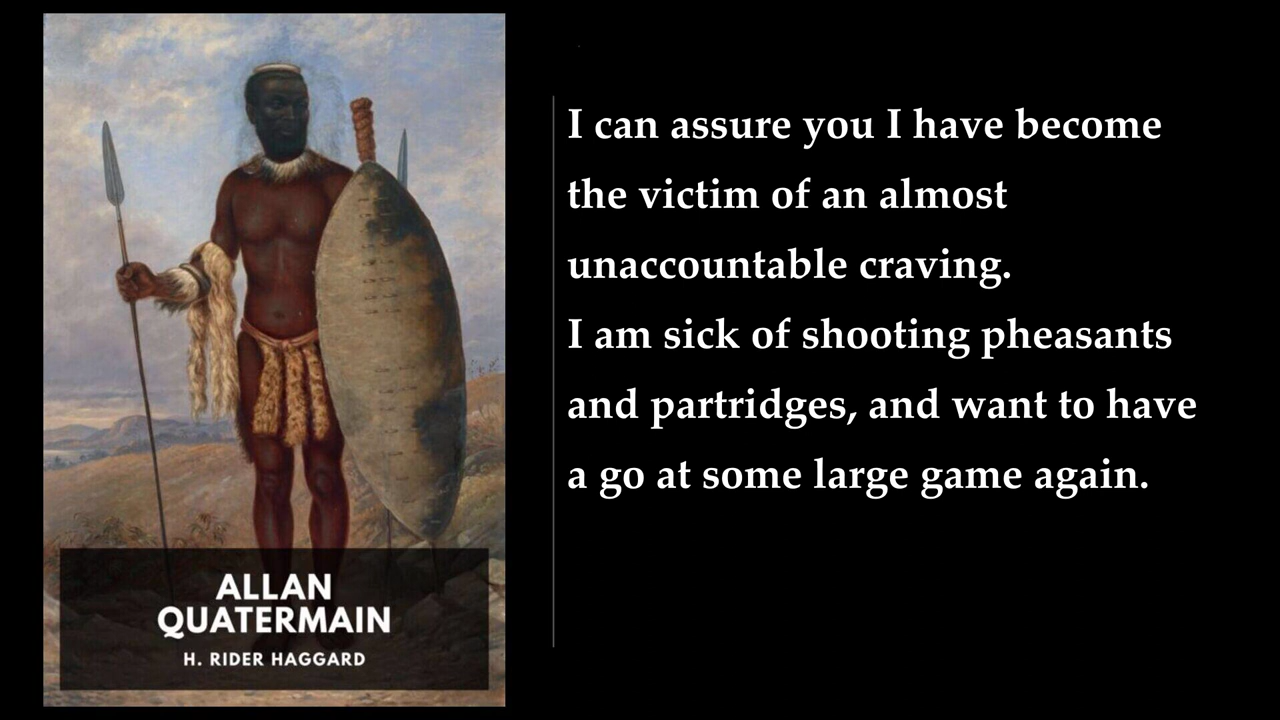 I can assure you I have become
the victim of an almost
unaccountable craving.
I am sick of shooting pheasants
and partridges, and want to have
a go at some large game again.
ALLAN
QUATERMAIN
H. RIDER HAGGARD